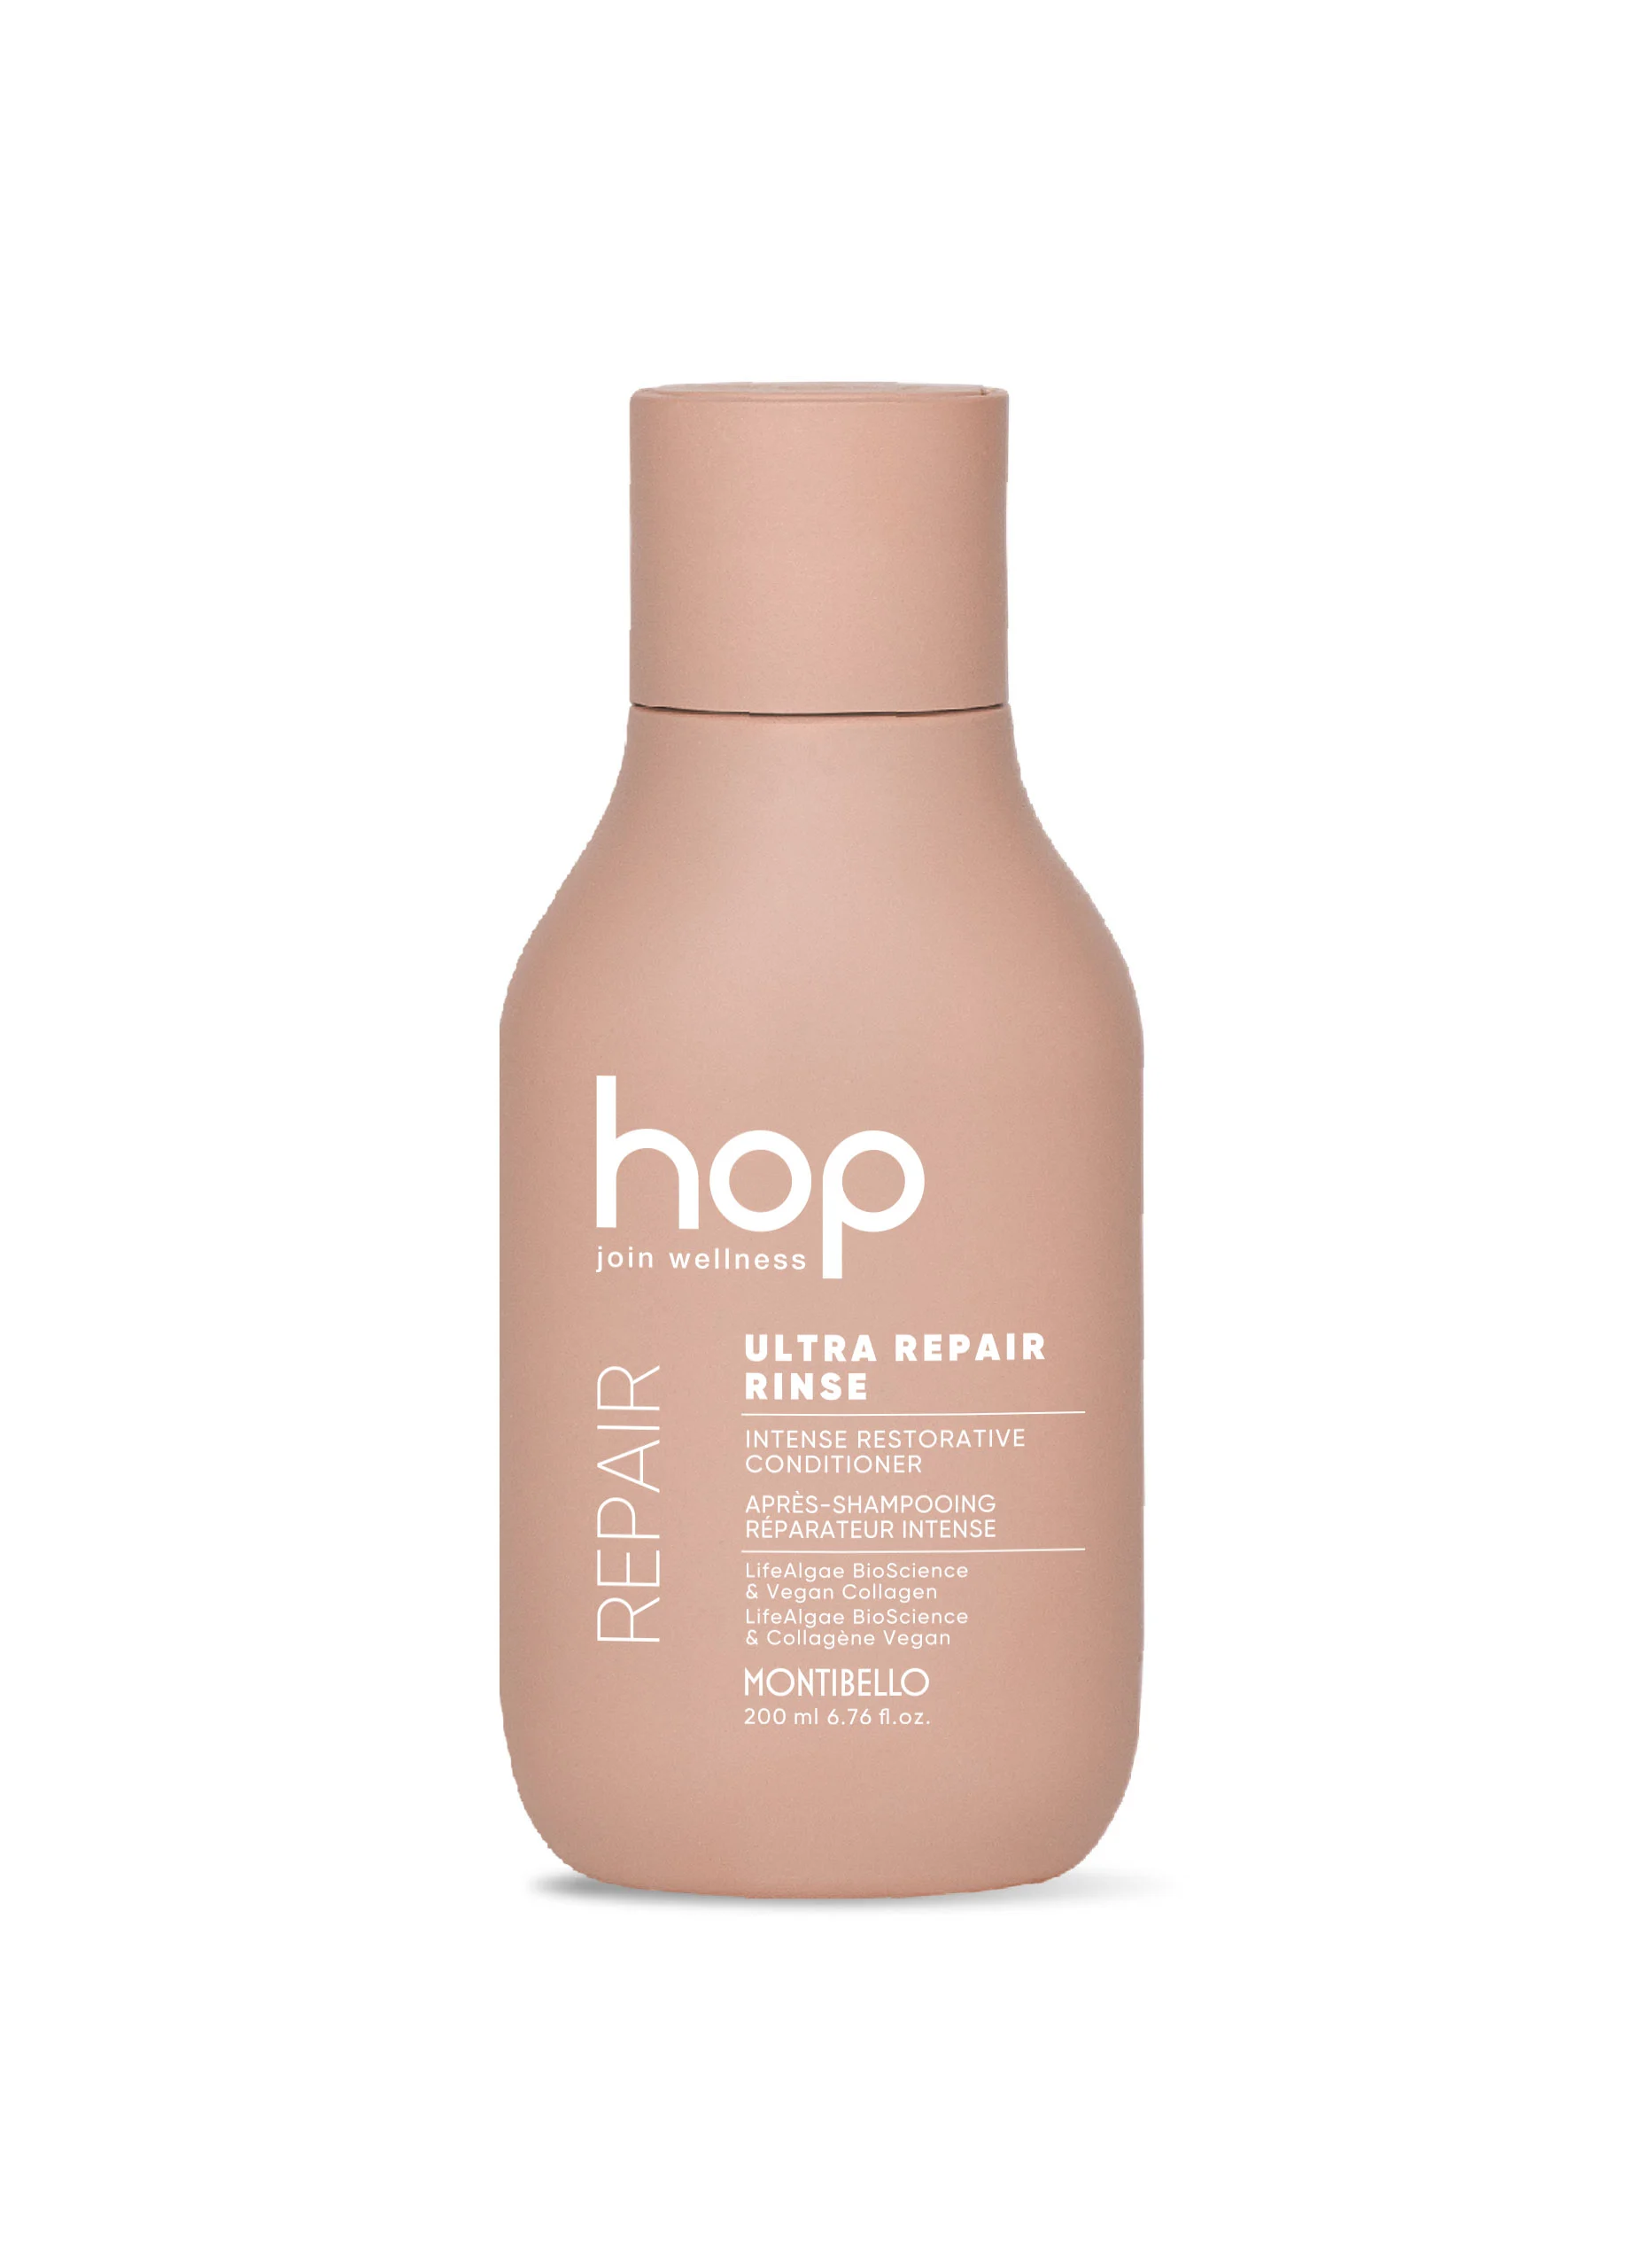 hop
join wellness
REPAIR
ULTRA REPAIR
RINSE
INTENSE RESTORATIVE
CONDITIONER
APRÈS-SHAMPOOING
RÉPARATEUR INTENSE
LifeAlgae BioScience
& Vegan Collagen
LifeAlgae BioScience
& Collagène Vegan
MONTIBELLO
200 ml 6.76 fl.oz.